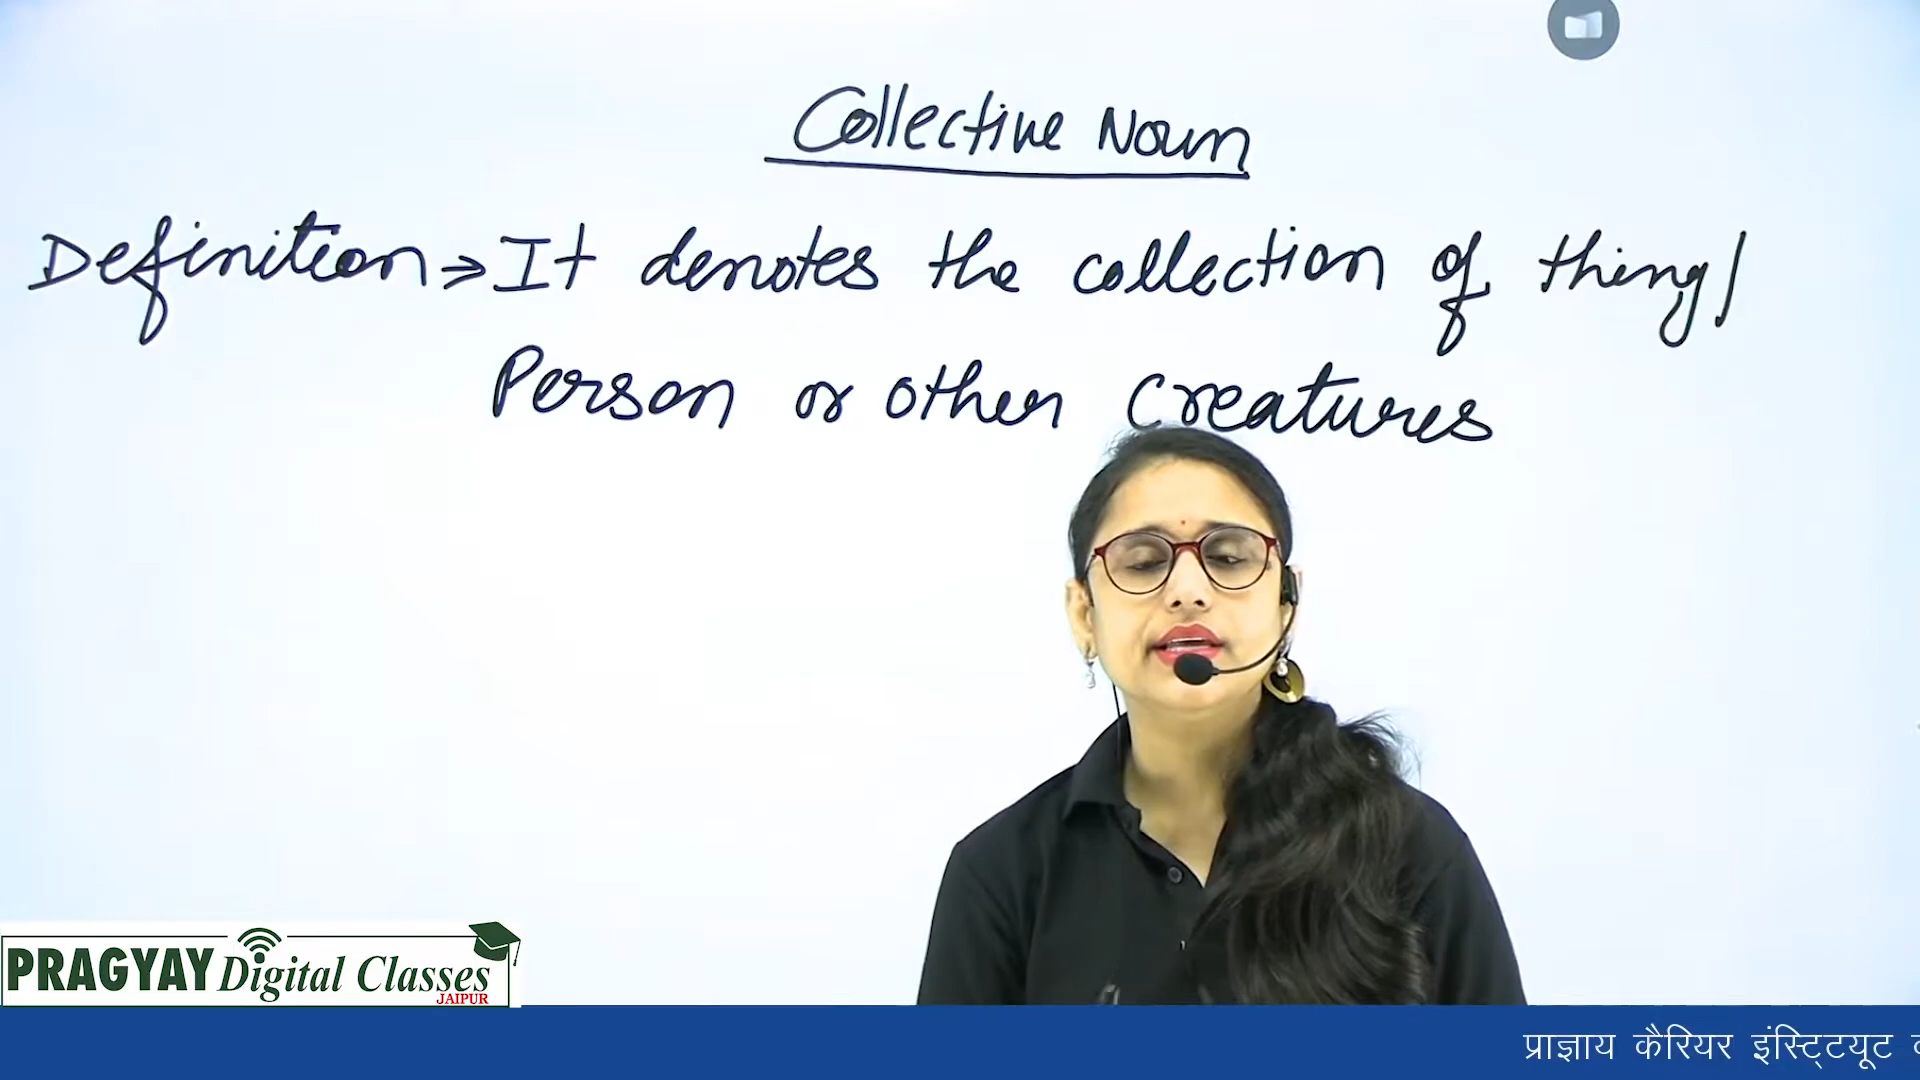 Collective Noun
Definition ⇒ It denotes the collection of thing/
Person or other Creatures
PRAGYAY Digital Classes
JAIPUR
प्राज्ञाय कैरियर इंस्टिट्यूट